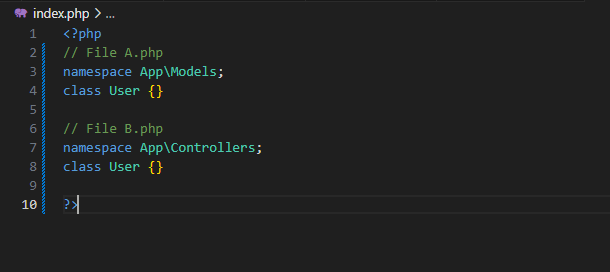 index.php > ...
1 <?php
2 // File A.php
3 namespace App\Models;
4 class User {}
5
6 // File B.php
7 namespace App\Controllers;
8 class User {}
9
10 ?>